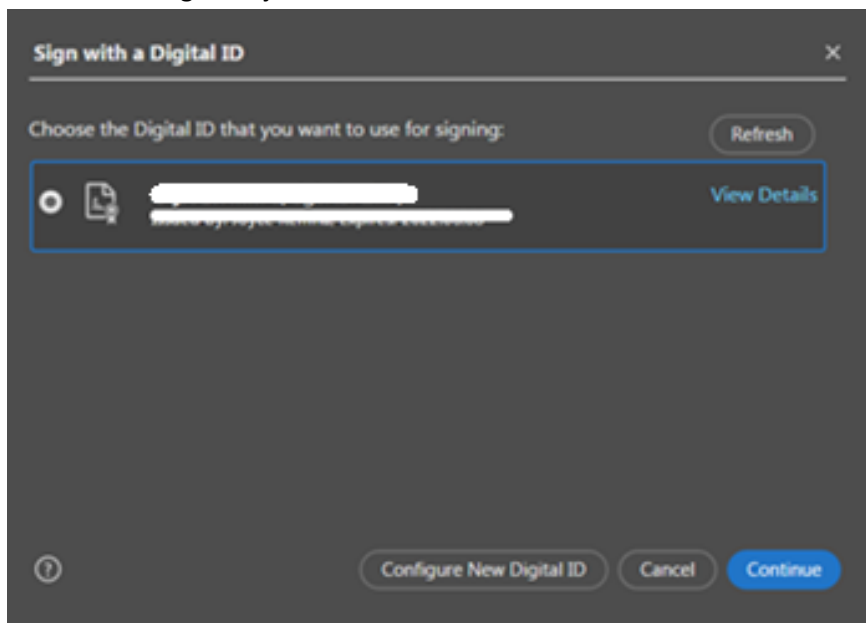 Sign with a Digital ID
Choose the Digital ID that you want to use for signing:
Refresh
View Details
Configure New Digital ID
Cancel
Continue